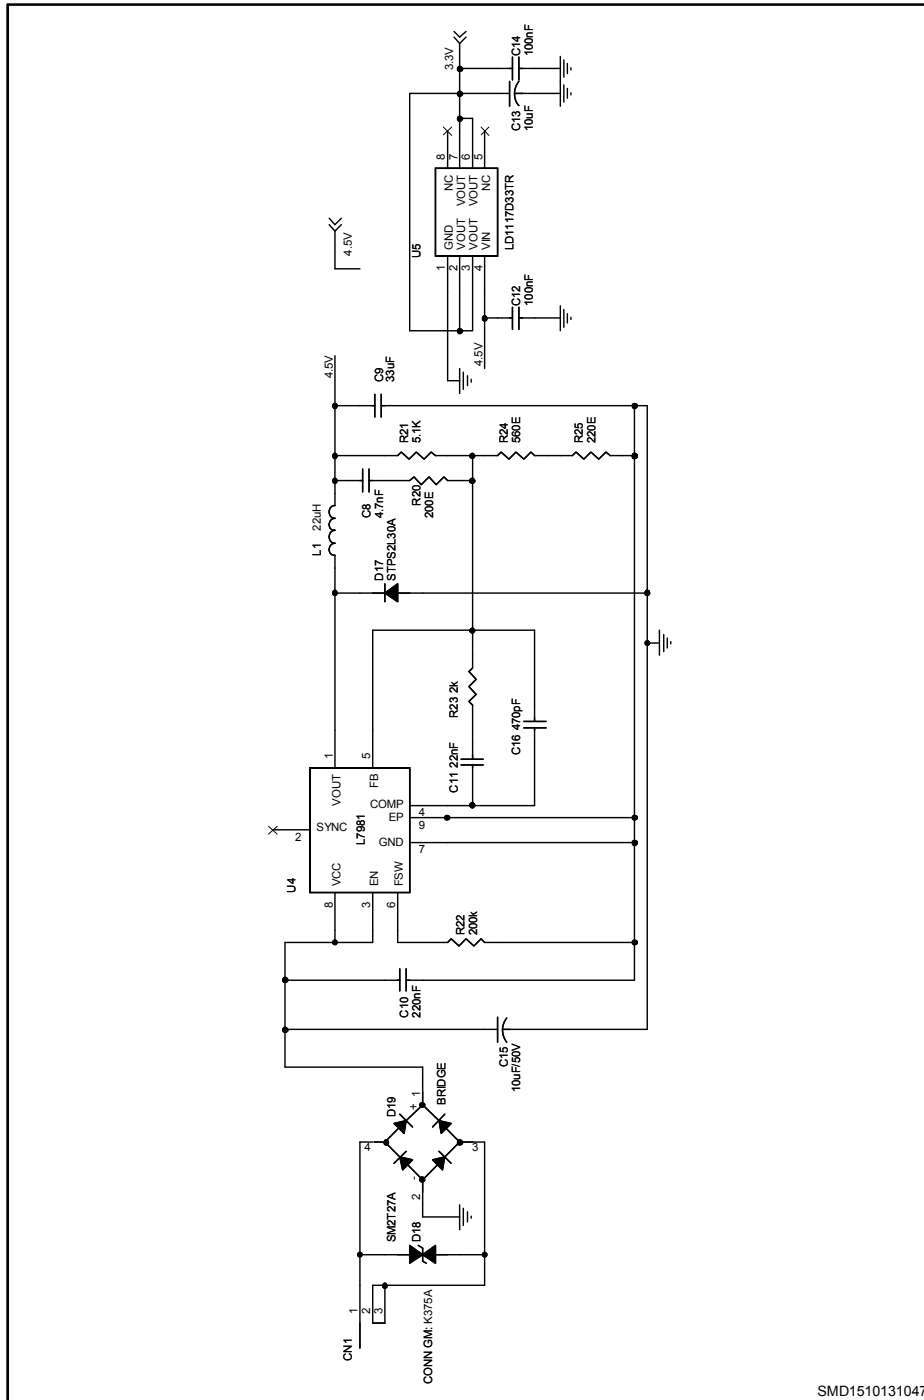 CN1
1
2
3
CONN GM: K375A
SM2T27A
D18
4
D19
+
1
BRIDGE
-
2
3
C15
10uF/50V
C10
220nF
R22
200k
U4
8
VCC
3
EN
6
FSW
2
SYNC
L7981
1
VOUT
5
FB
COMP
4
EP
9
GND
7
C11 22nF
R23 2k
C16 470pF
D17
STPS2L30A
L1 22uH
C8
4.7nF
R20
200E
R21
5.1K
R24
560E
R25
220E
C9
33uF
4.5V
4.5V
4.5V
C12
100nF
U5
1
GND
2
VOUT
3
VOUT
4
VIN
8
NC
7
VOUT
6
VOUT
5
NC
LD1117D33TR
3.3V
C13
10uF
C14
100nF
SMD1510131047